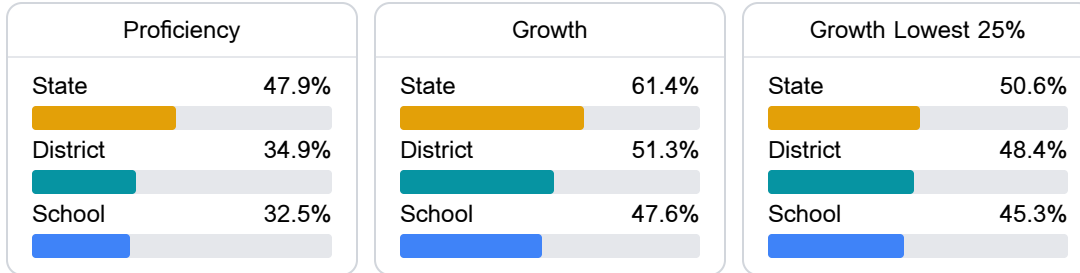 Proficiency
State 47.9%
District 34.9%
School 32.5%
Growth
State 61.4%
District 51.3%
School 47.6%
Growth Lowest 25%
State 50.6%
District 48.4%
School 45.3%